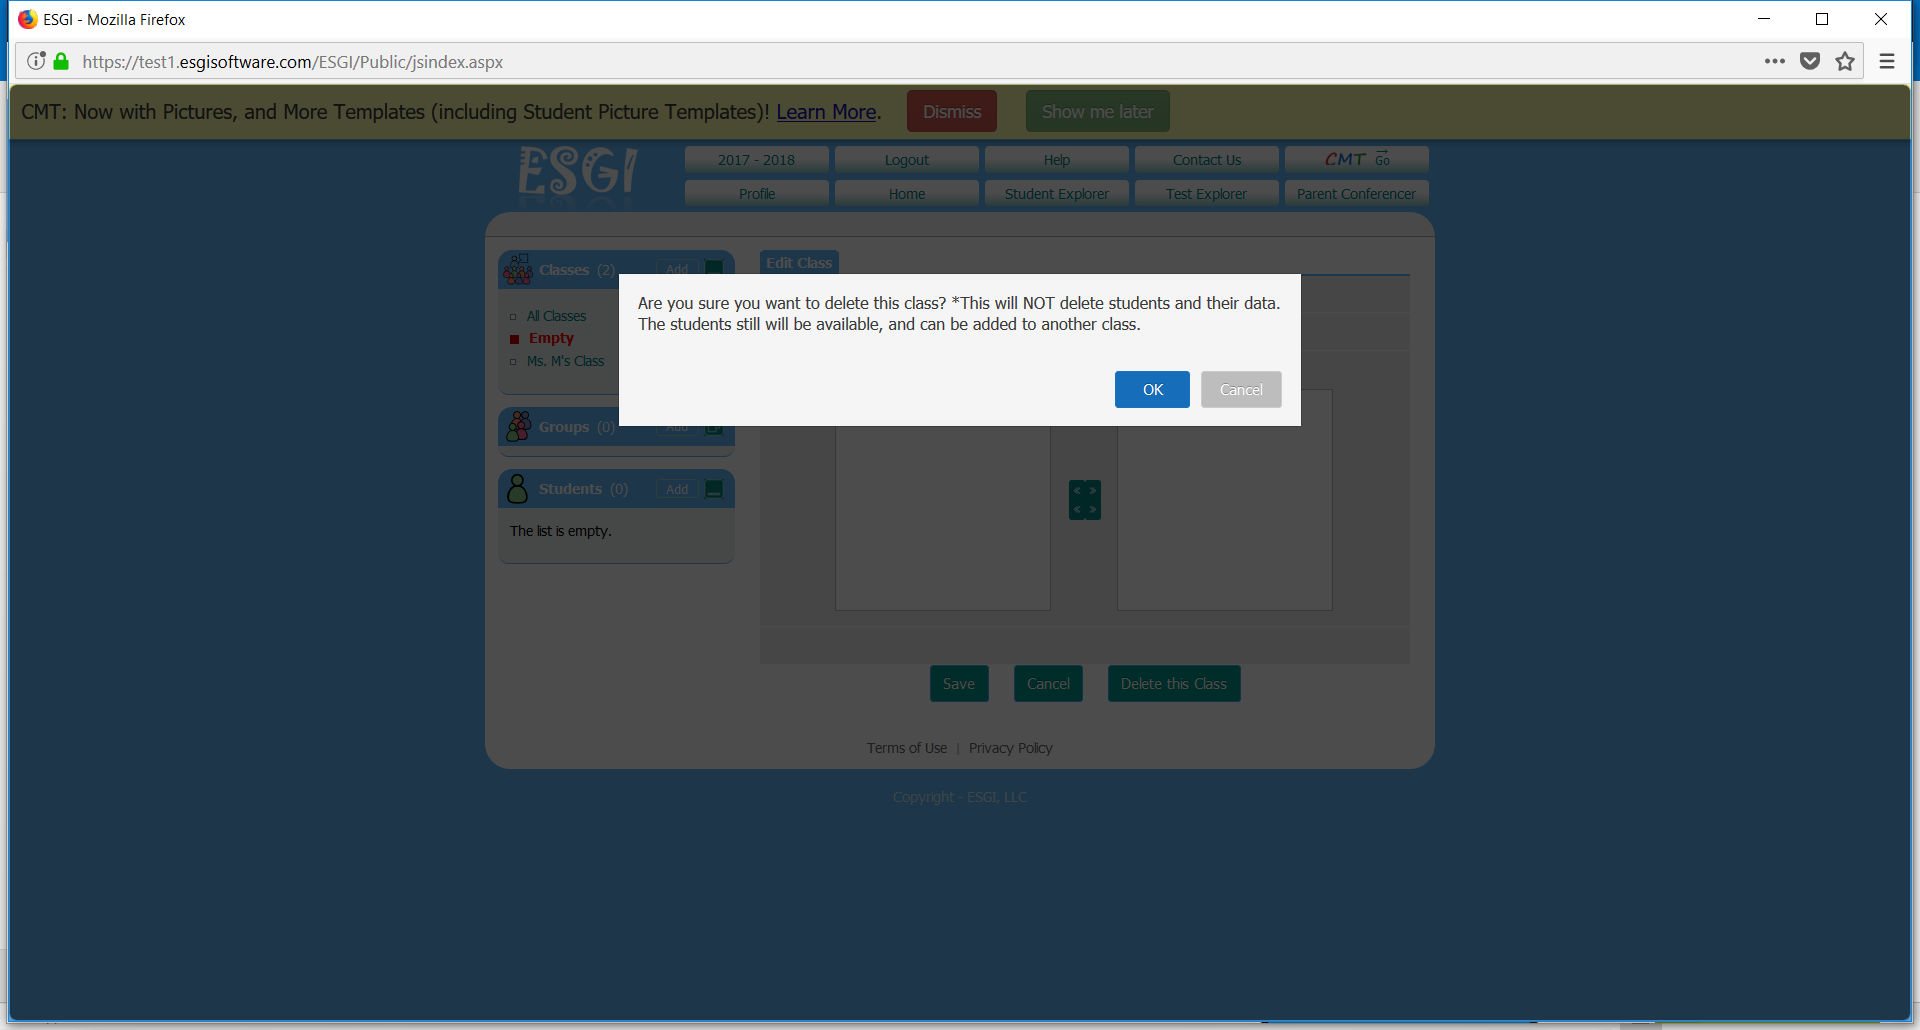 ESGI - Mozilla Firefox
https://test1.esgisoftware.com/ESGI/Public/jsindex.aspx
CMT: Now with Pictures, and More Templates (including Student Picture Templates)! Learn More. Dismiss Show me later
ESGI
2017 - 2018 Logout Help Contact Us CMT Go
Profile Home Student Explorer Test Explorer Parent Conferencer
Classes (2) Add
Edit Class
Are you sure you want to delete this class? *This will NOT delete students and their data.
The students still will be available, and can be added to another class.
OK Cancel
All Classes
Empty
Ms. M's Class
Groups (0) Add
Students (0) Add
The list is empty.
Save Cancel Delete this Class
Terms of Use | Privacy Policy
Copyright - ESGI, LLC